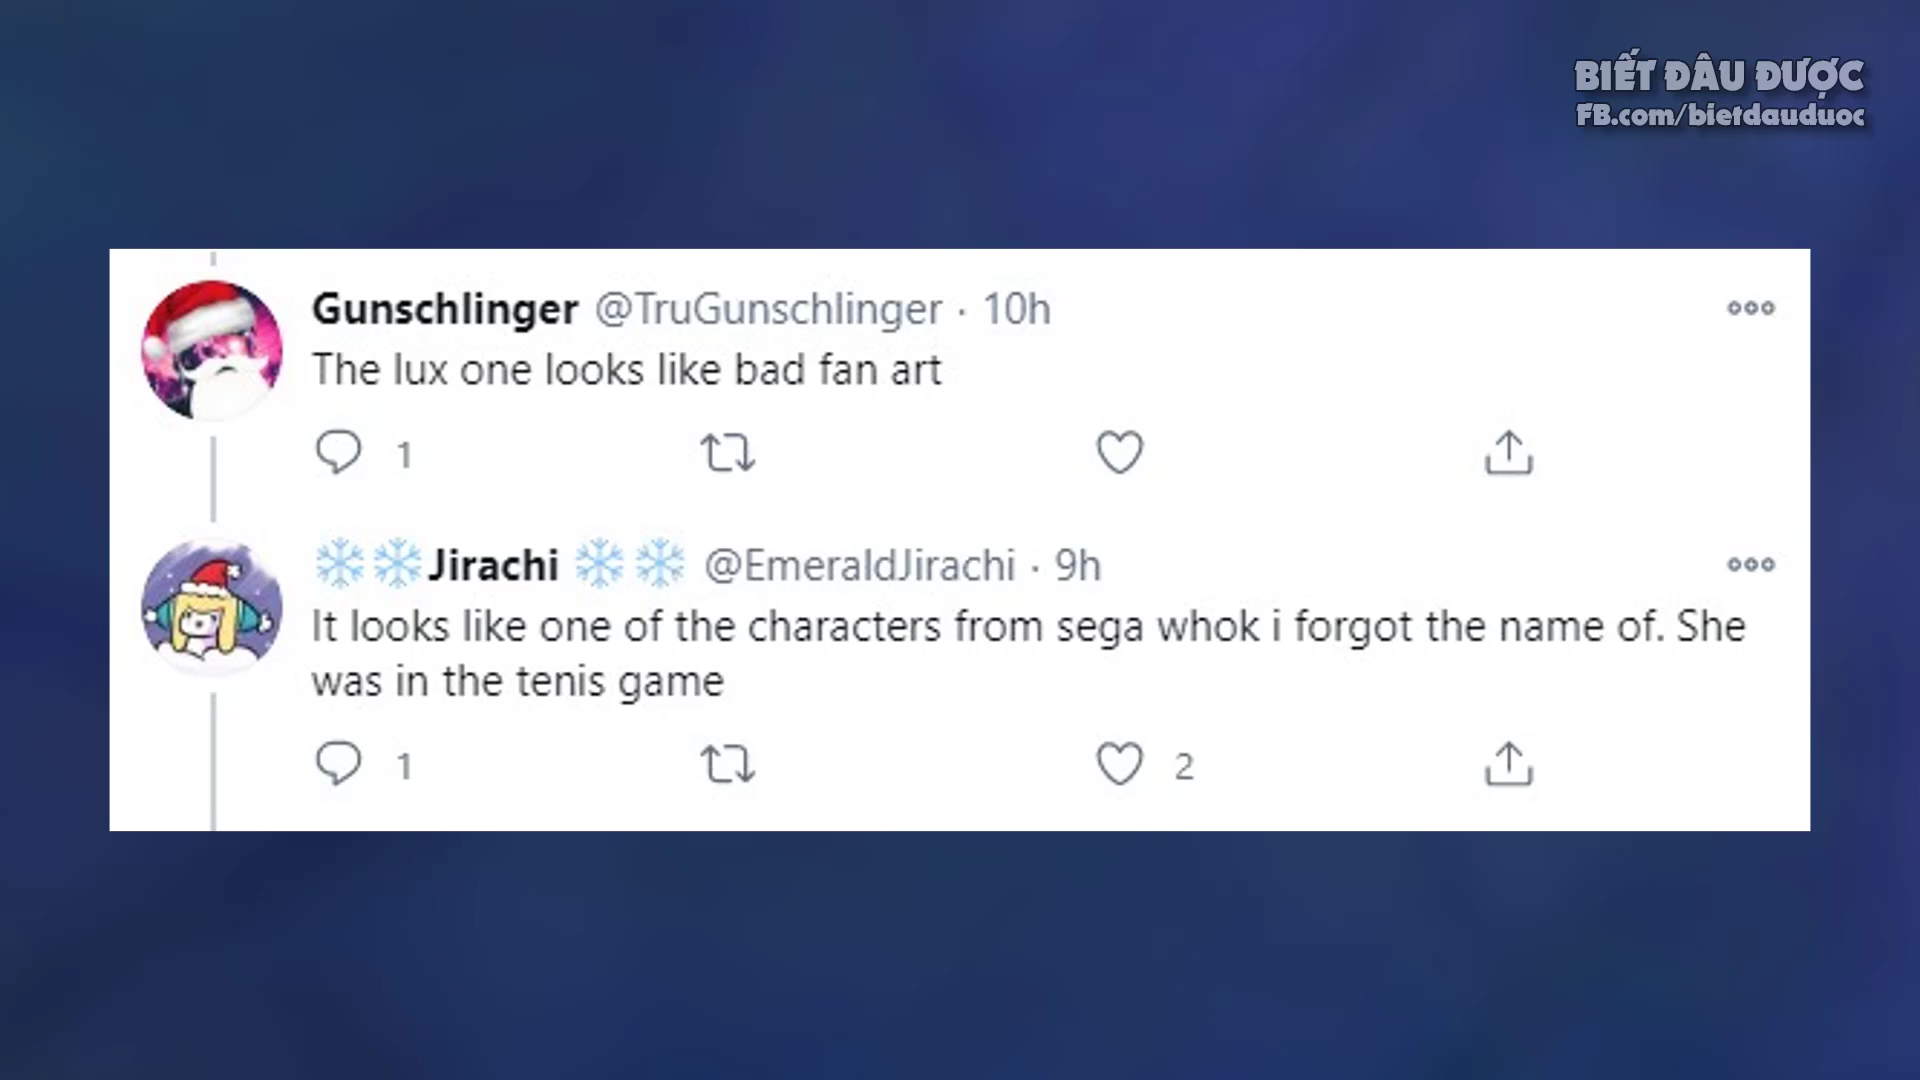 BIẾT ĐÂU ĐƯỢC
FB.com/bietdauduoc
Gunschlinger @TruGunschlinger · 10h
The lux one looks like bad fan art
1
❄️❄️Jirachi ❄️❄️ @EmeraldJirachi · 9h
It looks like one of the characters from sega whok i forgot the name of. She
was in the tenis game
1 2